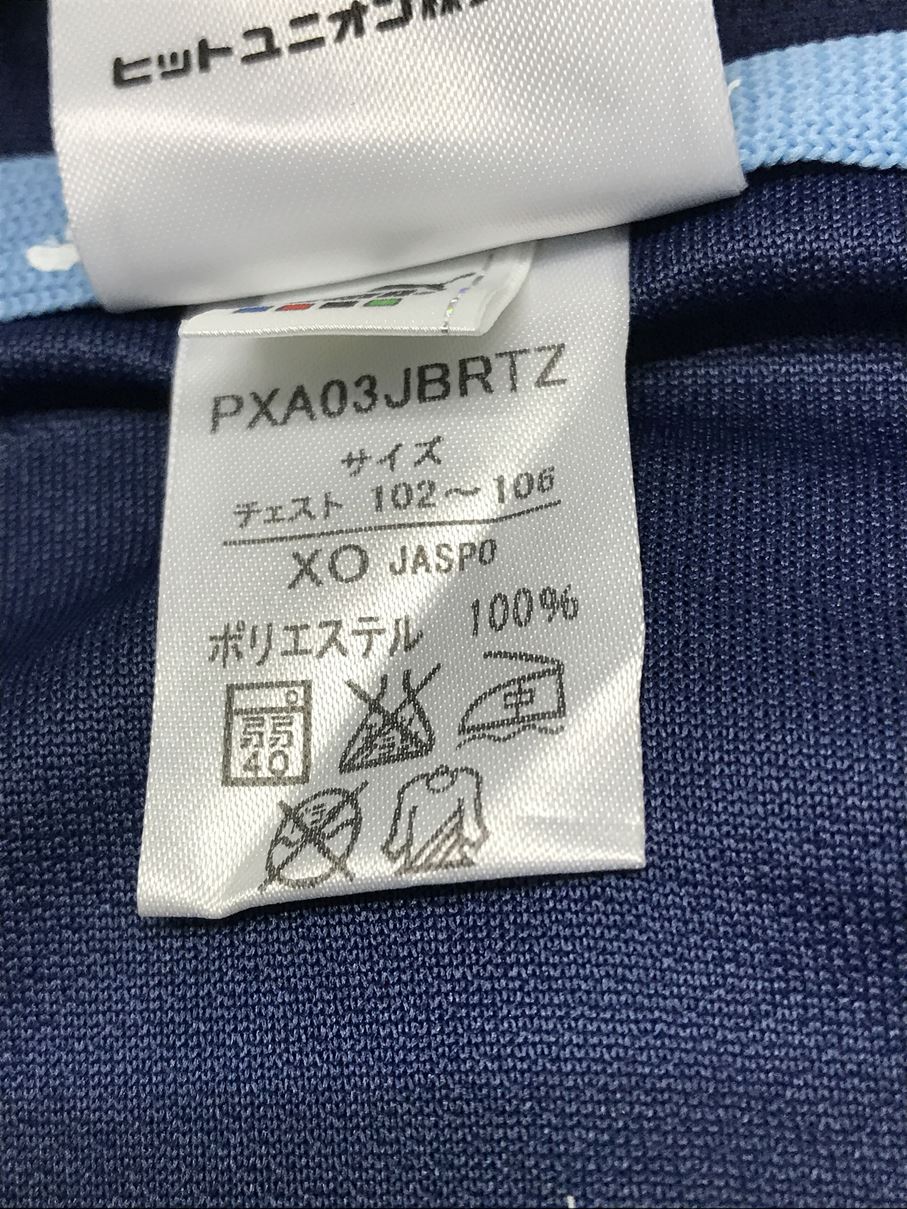 ヒットユニオン株
PXA03JBRTZ
サイズ
チェスト 102～106
XO JASPO
ポリエステル 100%
弱 中
40